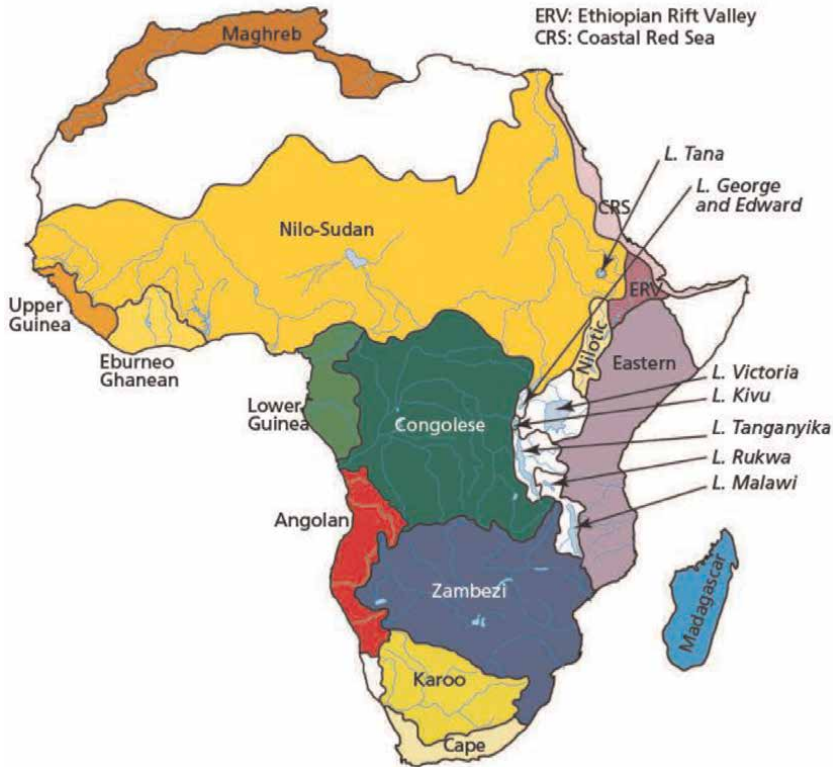 ERV: Ethiopian Rift Valley
CRS: Coastal Red Sea
Maghreb
L. Tana
L. George
and Edward
CRS
Nilo-Sudan
ERV
Upper
Guinea
Eburneo
Ghanean
Nilotic
Eastern
L. Victoria
L. Kivu
Lower
Guinea
Congolese
L. Tanganyika
L. Rukwa
L. Malawi
Angolan
Zambezi
Madagascar
Karoo
Cape